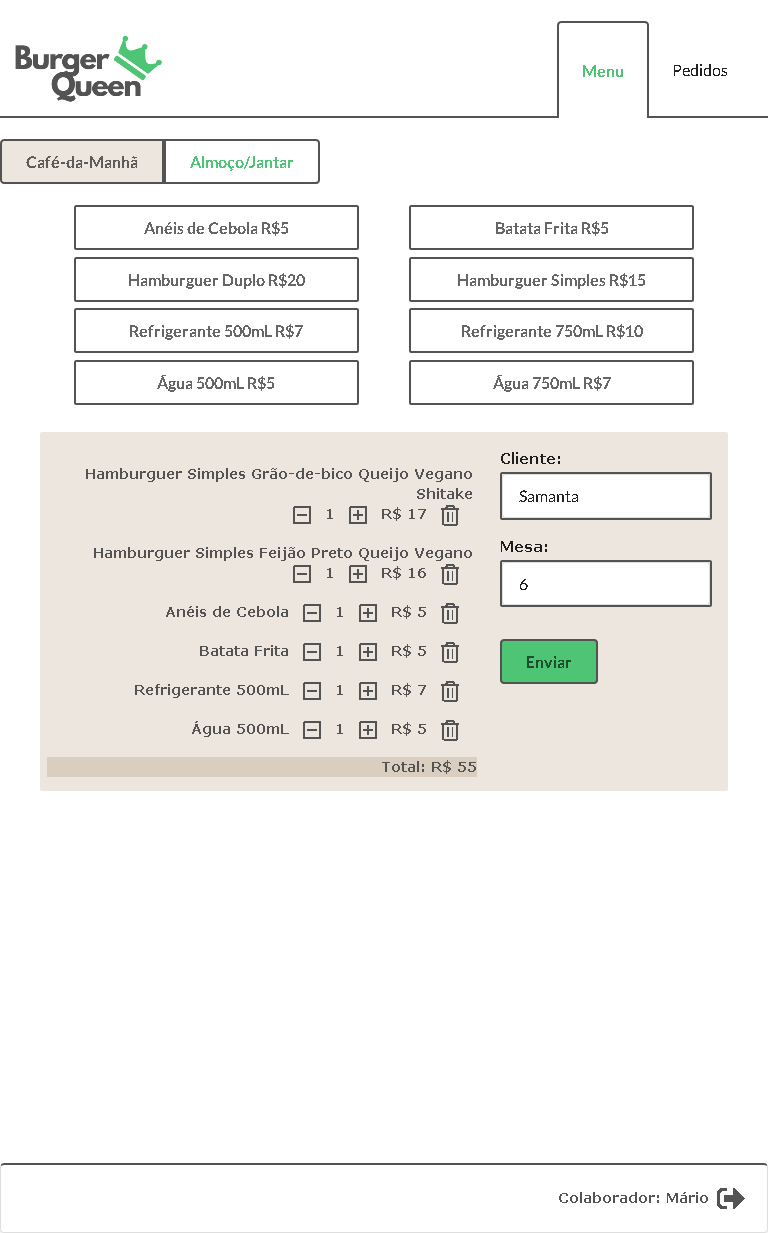 Burger
Queen
Menu
Pedidos
Café-da-Manhã
Almoço/Jantar
Anéis de Cebola R$5
Batata Frita R$5
Hamburguer Duplo R$20
Hamburguer Simples R$15
Refrigerante 500mL R$7
Refrigerante 750mL R$10
Água 500mL R$5
Água 750mL R$7
Hamburguer Simples Grão-de-bico Queijo Vegano
Shitake
1 R$ 17
Hamburguer Simples Feijão Preto Queijo Vegano
1 R$ 16
Anéis de Cebola 1 R$ 5
Batata Frita 1 R$ 5
Refrigerante 500mL 1 R$ 7
Água 500mL 1 R$ 5
Total: R$ 55
Cliente:
Samanta
Mesa:
6
Enviar
Colaborador: Mário